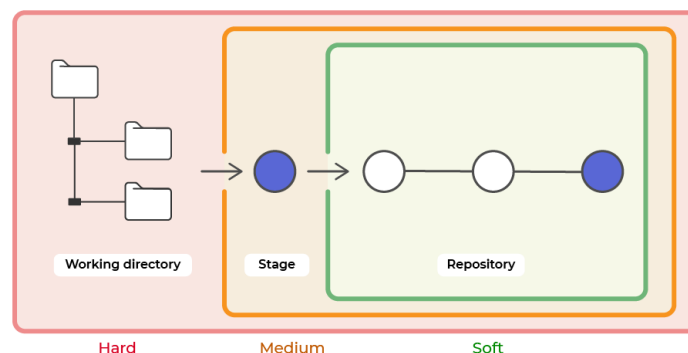 Working directory
Stage
Repository
Hard
Medium
Soft